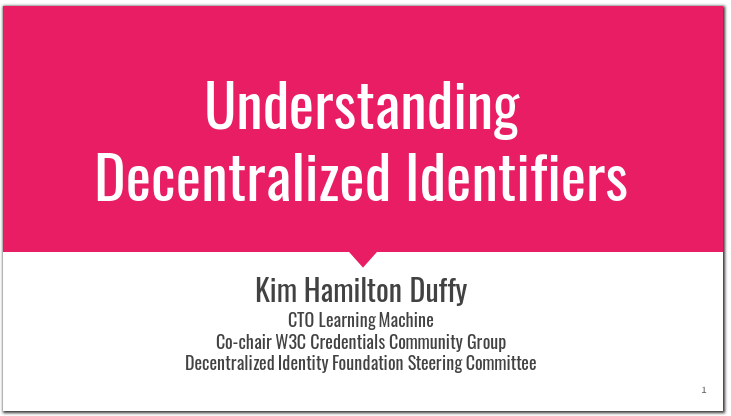 Understanding
Decentralized Identifiers
Kim Hamilton Duffy
CTO Learning Machine
Co-chair W3C Credentials Community Group
Decentralized Identity Foundation Steering Committee
1